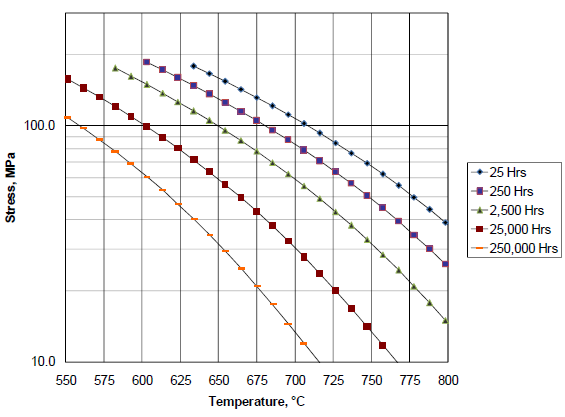 100.0
10.0
Stress, MPa
550 575 600 625 650 675 700 725 750 775 800
Temperature, °C
25 Hrs
250 Hrs
2,500 Hrs
25,000 Hrs
250,000 Hrs